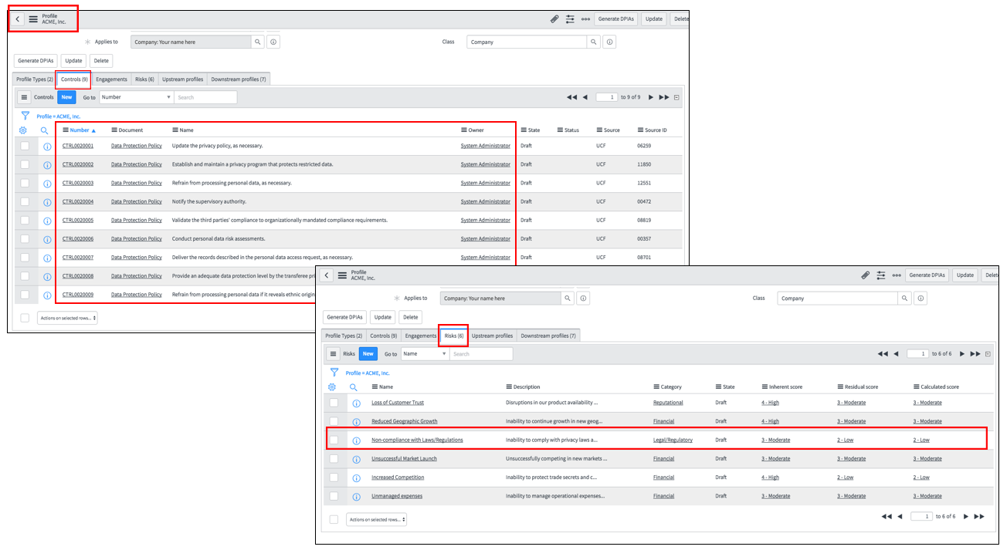 Profile
ACME, Inc.
Generate DPIAs Update Delete
Applies to Company: Your name here Class Company
Generate DPIAs Update Delete
Profile Types (2) Controls (9) Engagements Risks (6) Upstream profiles Downstream profiles (7)
Controls New Go to Number Search 1 to 9 of 9
Profile = ACME, Inc.
Number Document Name Owner State Status Source Source ID
CTRL0020001 Data Protection Policy Update the privacy policy, as necessary. System Administrator Draft UCF 06259
CTRL0020002 Data Protection Policy Establish and maintain a privacy program that protects restricted data. System Administrator Draft UCF 11850
CTRL0020003 Data Protection Policy Refrain from processing personal data, as necessary. System Administrator Draft UCF 12551
CTRL0020004 Data Protection Policy Notify the supervisory authority. System Administrator Draft UCF 00472
CTRL0020005 Data Protection Policy Validate the third parties' compliance to organizationally mandated compliance requirements. System Administrator Draft UCF 08819
CTRL0020006 Data Protection Policy Conduct personal data risk assessments. System Administrator Draft UCF 00357
CTRL0020007 Data Protection Policy Deliver the records described in the personal data access request, as necessary. System Administrator Draft UCF 08701
CTRL0020008 Data Protection Policy Provide an adequate data protection level by the transferee
CTRL0020009 Data Protection Policy Refrain from processing personal data if it reveals ethnic origin
Actions on selected rows...
Profile
ACME, Inc.
Generate DPIAs Update
Applies to Company: Your name here Class Company
Generate DPIAs Update Delete
Profile Types (2) Controls (9) Engagements Risks (6) Upstream profiles Downstream profiles (7)
Risks New Go to Name Search 1 to 6 of 6
Profile = ACME, Inc.
Name Description Category State Inherent score Residual score Calculated score
Loss of Customer Trust Disruptions in our product availability ... Reputational Draft 4 - High 3 - Moderate 3 - Moderate
Reduced Geographic Growth Inability to continue growth in new geog... Financial Draft 4 - High 3 - Moderate 3 - Moderate
Non-compliance with Laws/Regulations Inability to comply with privacy laws a... Legal/Regulatory Draft 3 - Moderate 2 - Low 2 - Low
Unsuccessful Market Launch Unsuccessfully competing in new markets ... Financial Draft 3 - Moderate 3 - Moderate 3 - Moderate
Increased Competition Inability to protect trade secrets and c... Financial Draft 4 - High 2 - Low 2 - Low
Unmanaged expenses Inability to manage operational expenses... Financial Draft 3 - Moderate 3 - Moderate 3 - Moderate
Actions on selected rows... 1 to 6 of 6